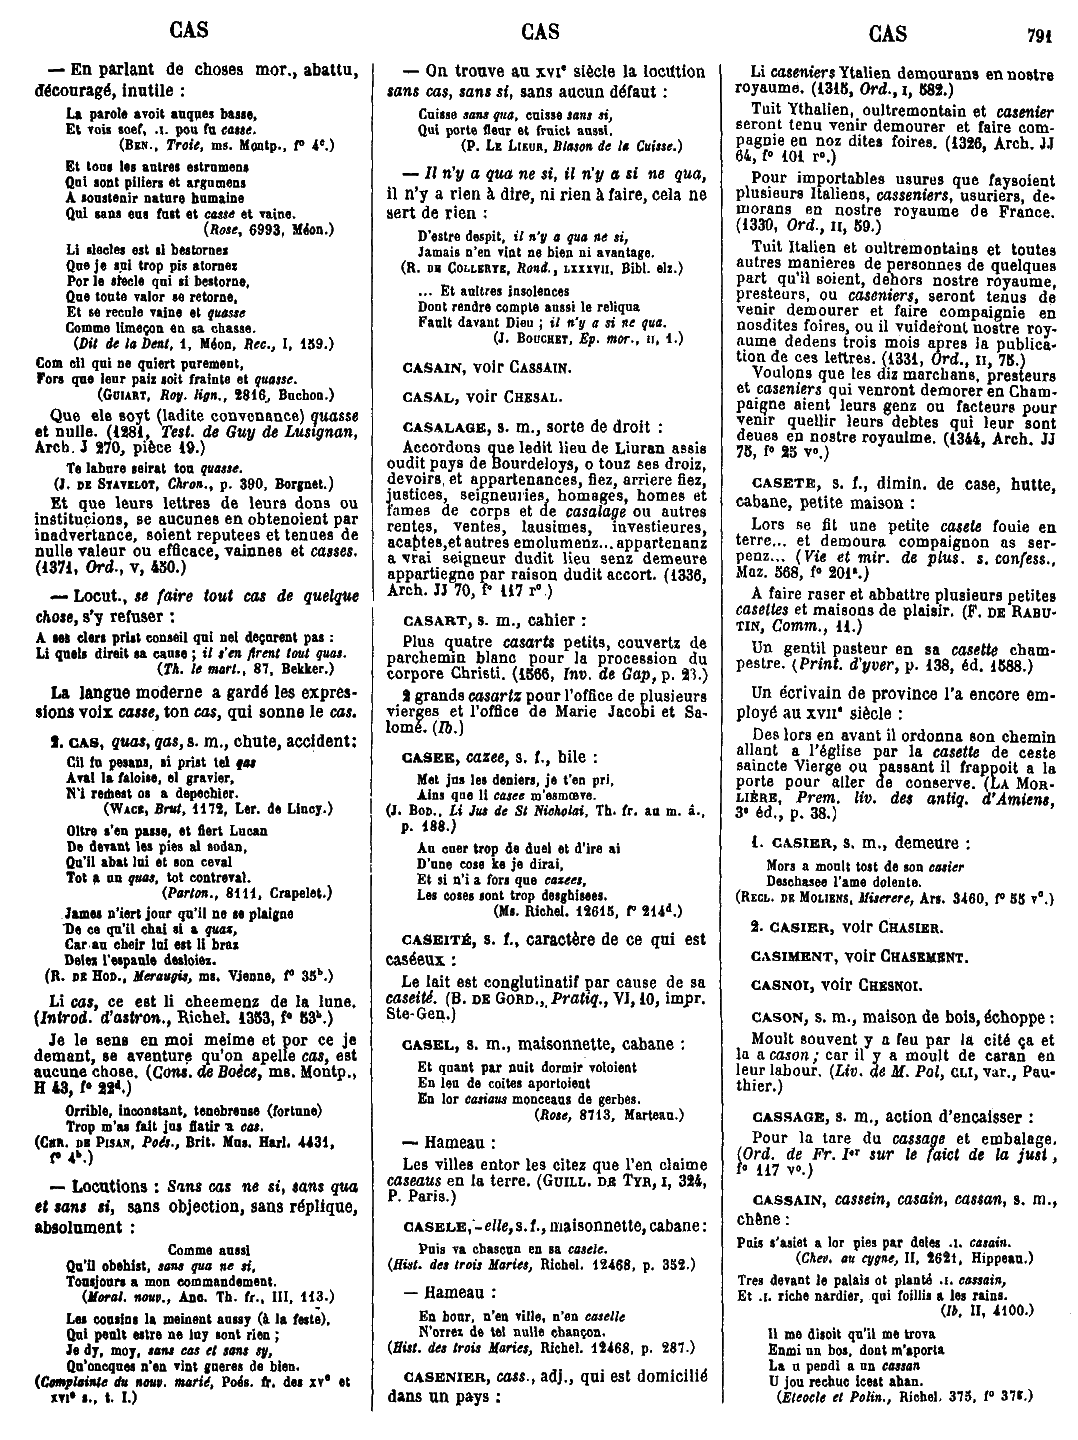 CAS
CAS
CAS
791
— En parlant de choses mor., abattu,
découragé, inutile :
La parole avoit auques basse,
Et vois soef, .I. pou fu casse.
(BEN., Troie, ms. Montp., f° 4ᶜ.)
Et tous les autres estrumens
Qui sont piliers et argumens
A soustenir nature humaine
Qui sans eus fust et casse et vaine.
(Rose, 6993, Méon.)
Li siecles est si bestornez
Que je sui trop pis atornez
Por le siecle qui si bestorne,
Que toute valor se retorne,
Et se recule vaine et quasse
Comme limeçon en sa chasse.
(Dit de la Dent, 1, Méon, Rec., I, 159.)
Com cil qui ne quiert purement,
Fors que leur paiz soit frainte et quasse.
(GUIART, Roy. lign., 2816, Buchon.)
Que ele soyt (ladite convenance) quasse
et nulle. (1281, Test. de Guy de Lusignan,
Arch. J 270, pièce 19.)
Te labure seirat ton quasse.
(J. DE STAVELOT, Chron., p. 390, Borgnet.)
Et que leurs lettres de leurs dons ou
institucions, se aucunes en obtenoient par
inadvertance, soient reputees et tenues de
nulle valeur ou efficace, vainnes et casses.
(1371, Ord., V, 450.)
— Locut., se faire tout cas de quelque
chose, s'y refuser :
A ses clers prist conseil qui nel deçurent pas :
Li quels direit sa cause ; il s'en firent tout quas.
(Th. le mart., 87, Bekker.)
La langue moderne a gardé les expres-
sions voix casse, ton cas, qui sonne le cas.
2. CAS, quas, qas, s. m., chute, accident :
Cil fu pesans, si prist tel qas
Aval la faloise, el gravier,
N'i remest os a depechier.
(WACE, Brut, 1172, Ler. de Lincy.)
Oltre s'en passe, et fiert Lucan
De devant les pies al sodan,
Qu'il abat lui et son ceval
Tot a un quas, tot contreval.
(Parton., 8111, Crapelet.)
James n'iert jour qu'il ne se plaigne
De ce qu'il chai si a quaz,
Car au cheir lui est li braz
Delez l'espaule desloiez.
(R. DE HOD., Meraugis, ms. Vienne, f° 35ᵇ.)
Li cas, ce est li cheemenz de la lune.
(Introd. d'astron., Richel. 1353, f° 53ᵇ.)
Je le sens en moi meime et por ce je
demant, se aventure qu'on apelle cas, est
aucune chose. (Cons. de Boëce, ms. Montp.,
H 43, f° 22ᵈ.)
Orrible, inconstant, tenebreuse (fortune)
Trop m'as fait jus flatir a cas.
(CHR. DE PISAN, Poés., Brit. Mus. Harl. 4431,
f° 4ᵇ.)
— Locutions : Sans cas ne si, sans qua
et sans si, sans objection, sans réplique,
absolument :
Comme aussi
Qu'il obehist, sans qua ne si,
Tousjours a mon commandement.
(Moral. nouv., Anc. Th. fr., III, 113.)
Les cousins la meinent aussy (à la feste),
Qui peult estre ne luy sont rien ;
Je dy, moy, sans cas et sans sy,
Qu'oncques n'en vint gueres de bien.
(Complainte du nouv. marié, Poés. fr. des XVᵉ et
XVIᵉ s., t. I.)
— On trouve au XVIᵉ siècle la locution
sans cas, sans si, sans aucun défaut :
Cuisse sans qua, cuisse sans si,
Qui porte fleur et fruict aussi.
(P. LE LIEUR, Blason de la Cuisse.)
— Il n'y a qua ne si, il n'y a si ne qua,
il n'y a rien à dire, ni rien à faire, cela ne
sert de rien :
D'estre despit, il n'y a qua ne si,
Jamais n'en vint ne bien ni avantage.
(R. DE COLLERYE, Rond., LXXXVII, Bibl. elz.)
... Et aultres insolences
Dont rendre compte aussi le reliqua
Fault davant Dieu ; il n'y a si ne qua.
(J. BOUCHET, Ep. mor., II, 1.)
CASAIN, voir CASSAIN.
CASAL, voir CHESAL.
CASALAGE, s. m., sorte de droit :
Accordons que ledit lieu de Liuran assis
oudit pays de Bourdeloys, o touz ses droiz,
devoirs, et appartenances, fiez, arriere fiez,
justices, seigneuries, homages, homes et
fames de corps et de casalage ou autres
rentes, ventes, lausimes, investieures,
acaptes, et autres emolumenz... appartenanz
a vrai seigneur dudit lieu senz demeure
appartiegne par raison dudit accort. (1336,
Arch. JJ 70, f° 117 r°.)
CASART, s. m., cahier :
Plus quatre casarts petits, couvertz de
parchemin blanc pour la procession du
corpore Christi. (1566, Inv. de Gap, p. 23.)
2 grands casartz pour l'office de plusieurs
vierges et l'office de Marie Jacobi et Sa-
lomé. (Ib.)
CASEE, cazee, s. f., bile :
Met jus les deniers, je t'en pri,
Ains que li casee m'esmœve.
(J. BOD., Li Jus de St Nicholai, Th. fr. au m. â.,
p. 188.)
Au cuer trop de duel et d'ire ai
D'une cose ke je dirai,
Et si n'i a fors que cazees,
Les coses sont trop desghisees.
(Ms. Richel. 12615, f° 214ᵈ.)
CASEITÉ, s. f., caractère de ce qui est
caséeux :
Le lait est conglutinatif par cause de sa
caseité. (B. DE GORD., Pratiq., VI, 10, impr.
Ste-Gen.)
CASEL, s. m., maisonnette, cabane :
Et quant par nuit dormir voloient
En leu de coites aportoient
En lor casiaus monceaus de gerbes.
(Rose, 8713, Marteau.)
— Hameau :
Les villes entor les citez que l'en claime
caseaus en la terre. (GUILL. DE TYR, I, 324,
P. Paris.)
CASELE, -elle, s. f., maisonnette, cabane :
Puis va chascun en sa casele.
(Hist. des trois Maries, Richel. 12468, p. 352.)
— Hameau :
En bour, n'en ville, n'en caselle
N'orrez de tel nulle chançon.
(Hist. des trois Maries, Richel. 12468, p. 287.)
CASENIER, cass., adj., qui est domicilié
dans un pays :
Li caseniers Ytalien demourans en nostre
royaume. (1315, Ord., I, 582.)
Tuit Ythalien, oultremontain et casenier
seront tenu venir demourer et faire com-
pagnie en noz dites foires. (1326, Arch. JJ
64, f° 101 r°.)
Pour importables usures que faysoient
plusieurs Italiens, casseniers, usuriers, de-
morans en nostre royaume de France.
(1330, Ord., II, 59.)
Tuit Italien et oultremontains et toutes
autres manieres de personnes de quelques
part qu'il soient, dehors nostre royaume,
presteurs, ou caseniers, seront tenus de
venir demourer et faire compaignie en
nosdites foires, ou il vuideront nostre roy-
aume dedens trois mois apres la publica-
tion de ces lettres. (1331, Ord., II, 75.)
Voulons que les diz marchans, presteurs
et caseniers qui venront demorer en Cham-
paigne aient leurs genz ou facteurs pour
venir quellir leurs debtes qui leur sont
deues en nostre royaulme. (1344, Arch. JJ
75, f° 25 v°.)
CASETE, s. f., dimin. de case, hutte,
cabane, petite maison :
Lors se fit une petite casete fouie en
terre... et demoura compaignon as ser-
penz... (Vie et mir. de plus. s. confess.,
Maz. 568, f° 201ᵃ.)
A faire raser et abbattre plusieurs petites
casettes et maisons de plaisir. (F. DE RABU-
TIN, Comm., II.)
Un gentil pasteur en sa casette cham-
pestre. (Print. d'yver, p. 138, éd. 1588.)
Un écrivain de province l'a encore em-
ployé au XVIIᵉ siècle :
Des lors en avant il ordonna son chemin
allant a l'église par la casette de ceste
saincte Vierge ou passant il frappoit a la
porte pour aller de conserve. (LA MOR-
LIÈRE, Prem. liv. des antiq. d'Amiens,
3ᵉ éd., p. 38.)
1. CASIER, s. m., demeure :
Mors a moult tost de son casier
Deschassee l'ame dolente.
(RECL. DE MOLIENS, Miserere, Ars. 3460, f° 55 v°.)
2. CASIER, voir CHASIER.
CASIMENT, voir CHASEMENT.
CASNOI, voir CHESNOI.
CASON, s. m., maison de bois, échoppe :
Moult souvent y a feu par la cité ça et
la a cason ; car il y a moult de caran en
leur labour. (Liv. de M. Pol, CLI, var., Pau-
thier.)
CASSAGE, s. m., action d'encaisser :
Pour la tare du cassage et embalage.
(Ord. de Fr. Iᵉʳ sur le faict de la just.,
f° 117 v°.)
CASSAIN, cassein, casain, cassan, s. m.,
chêne :
Puis s'asiet a lor pies par deles .I. casain.
(Chev. au cygne, II, 2621, Hippeau.)
Tres devant le palais ot planté .I. cassain,
Et .I. riche nardier, qui foillis a les rains.
(Ib., II, 4100.)
Il me disoit qu'il me trova
Enmi un bos, dont m'aporta
La u pendi a un cassan
U jou rechuc icest ahan.
(Eteocle et Polin., Richel. 375, f° 37ᵉ.)